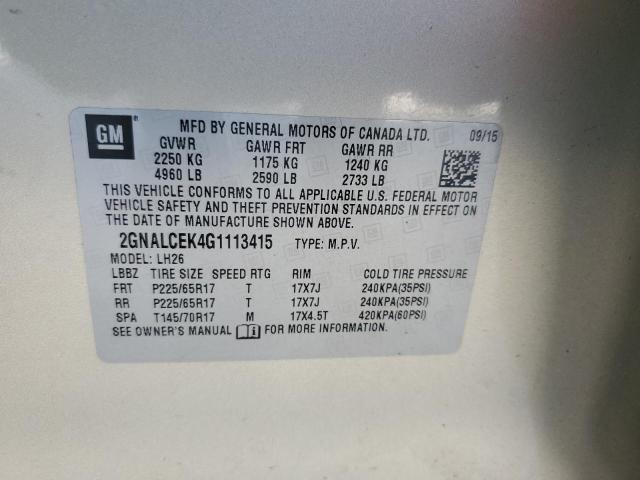 GM ® MFD BY GENERAL MOTORS OF CANADA LTD. 09/15
GVWR GAWR FRT GAWR RR
2250 KG 1175 KG 1240 KG
4960 LB 2590 LB 2733 LB
THIS VEHICLE CONFORMS TO ALL APPLICABLE U.S. FEDERAL MOTOR
VEHICLE SAFETY AND THEFT PREVENTION STANDARDS IN EFFECT ON
THE DATE OF MANUFACTURE SHOWN ABOVE.
2GNALCEK4G1113415 TYPE: M.P.V.
MODEL: LH26
LBBZ TIRE SIZE SPEED RTG RIM COLD TIRE PRESSURE
FRT P225/65R17 T 17X7J 240KPA(35PSI)
RR P225/65R17 T 17X7J 240KPA(35PSI)
SPA T145/70R17 M 17X4.5T 420KPA(60PSI)
SEE OWNER'S MANUAL FOR MORE INFORMATION.